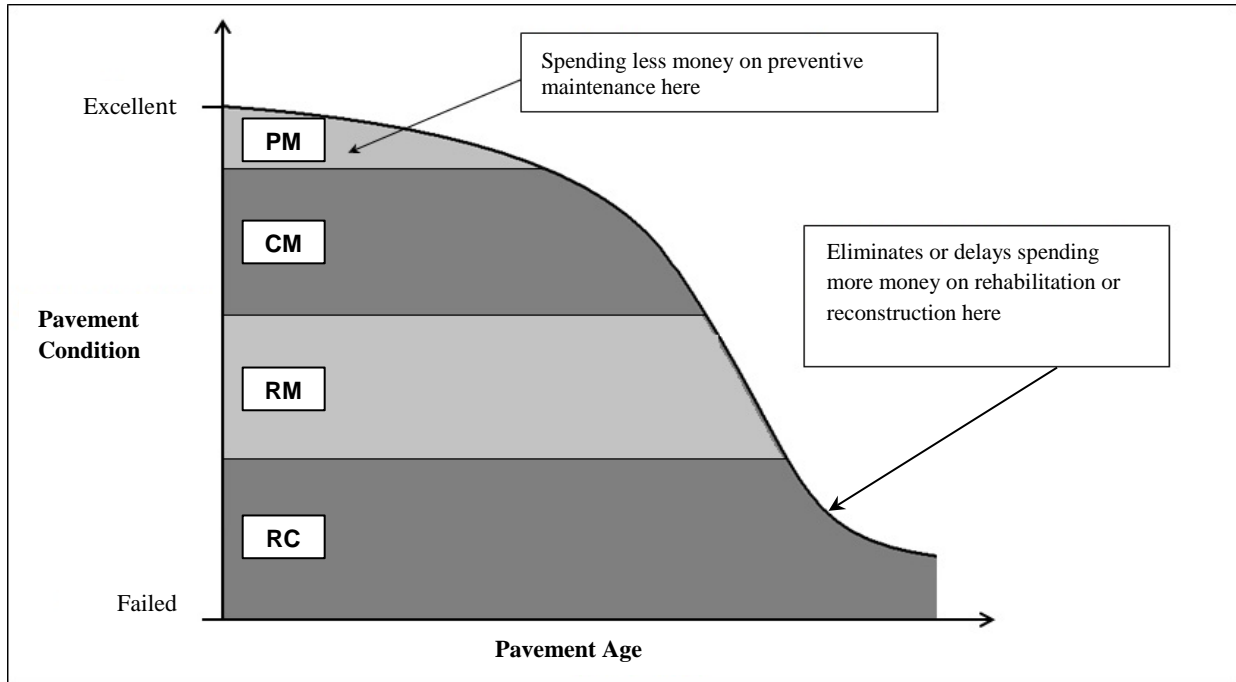 Spending less money on preventive
maintenance here
Excellent
PM
CM
Eliminates or delays spending
more money on rehabilitation or
reconstruction here
Pavement
Condition
RM
RC
Failed
Pavement Age